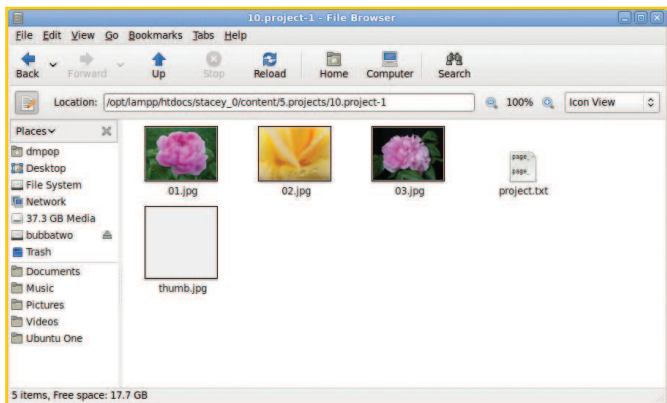 10.project-1 - File Browser
File Edit View Go Bookmarks Tabs Help
Back Forward Up Stop Reload Home Computer Search
Location: /opt/lampp/htdocs/stacey_0/content/5.projects/10.project-1 100% Icon View
Places
dmpop
Desktop
File System
Network
37.3 GB Media
bubbatwo
Trash
Documents
Music
Pictures
Videos
Ubuntu One
01.jpg 02.jpg 03.jpg
page_
page_
project.txt
thumb.jpg
5 items, Free space: 17.7 GB